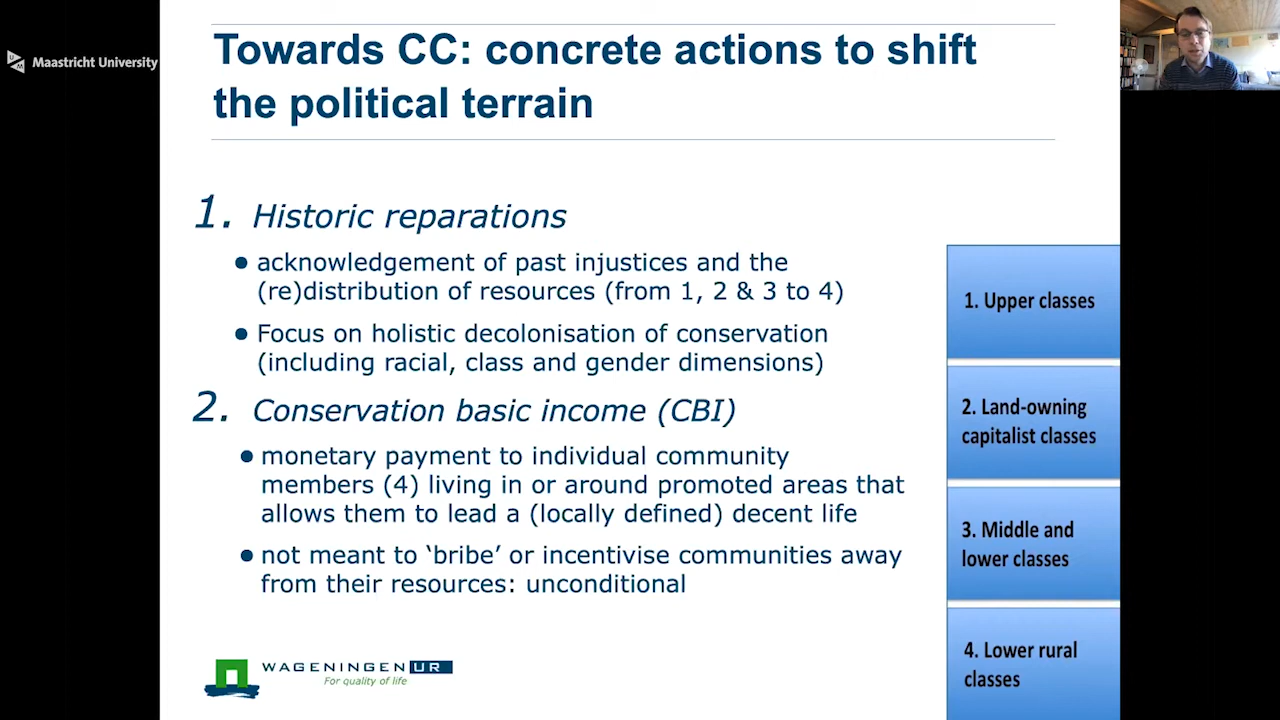 Maastricht University
Towards CC: concrete actions to shift
the political terrain
1. Historic reparations
• acknowledgement of past injustices and the
(re)distribution of resources (from 1, 2 & 3 to 4)
• Focus on holistic decolonisation of conservation
(including racial, class and gender dimensions)
2. Conservation basic income (CBI)
• monetary payment to individual community
members (4) living in or around promoted areas that
allows them to lead a (locally defined) decent life
• not meant to ‘bribe’ or incentivise communities away
from their resources: unconditional
1. Upper classes
2. Land-owning
capitalist classes
3. Middle and
lower classes
4. Lower rural
classes
WAGENINGEN UR
For quality of life